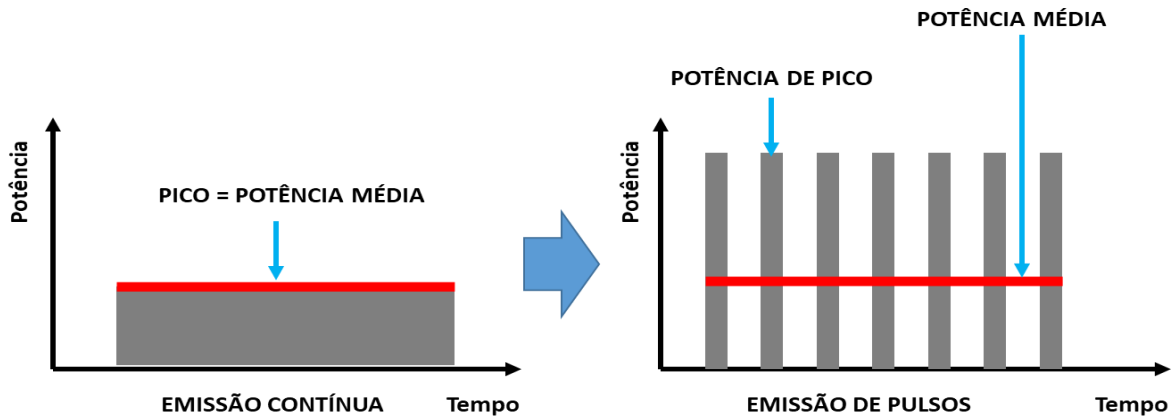 Potência
PICO = POTÊNCIA MÉDIA
EMISSÃO CONTÍNUA
Tempo
POTÊNCIA MÉDIA
POTÊNCIA DE PICO
Potência
EMISSÃO DE PULSOS
Tempo